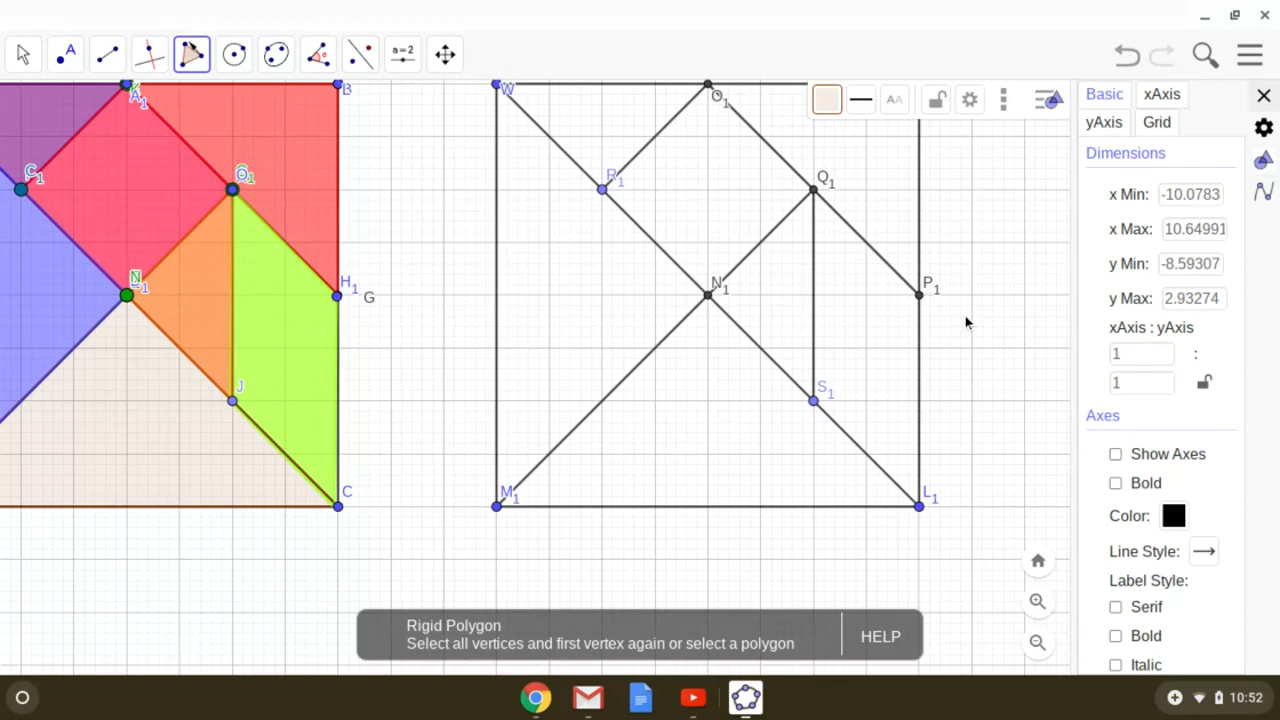 A
a=2
AA
Basic
xAxis
yAxis
Grid
Dimensions
x Min: -10.0783
x Max: 10.64991
y Min: -8.59307
y Max: 2.93274
xAxis : yAxis
1 :
1
Axes
Show Axes
Bold
Color:
Line Style:
Label Style:
Serif
Bold
Italic
A1
B
C1
H1
G
N
J
C
W
O1
R1
Q1
N1
P1
S1
M1
L1
Rigid Polygon
Select all vertices and first vertex again or select a polygon
HELP
10:52